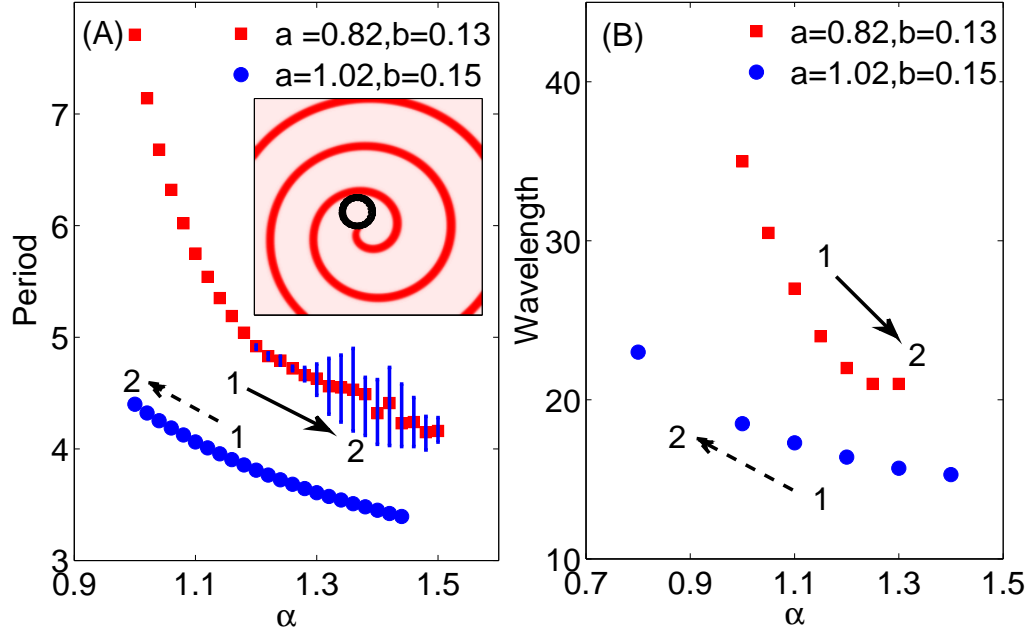 (A)
a =0.82,b=0.13
a=1.02,b=0.15
7
6
5
4
3
Period
2
1
1
2
0.9
1.1
1.3
1.5
α
(B)
a=0.82,b=0.13
a=1.02,b=0.15
40
30
20
10
Wavelength
1
2
2
1
0.7
0.9
1.1
1.3
1.5
α